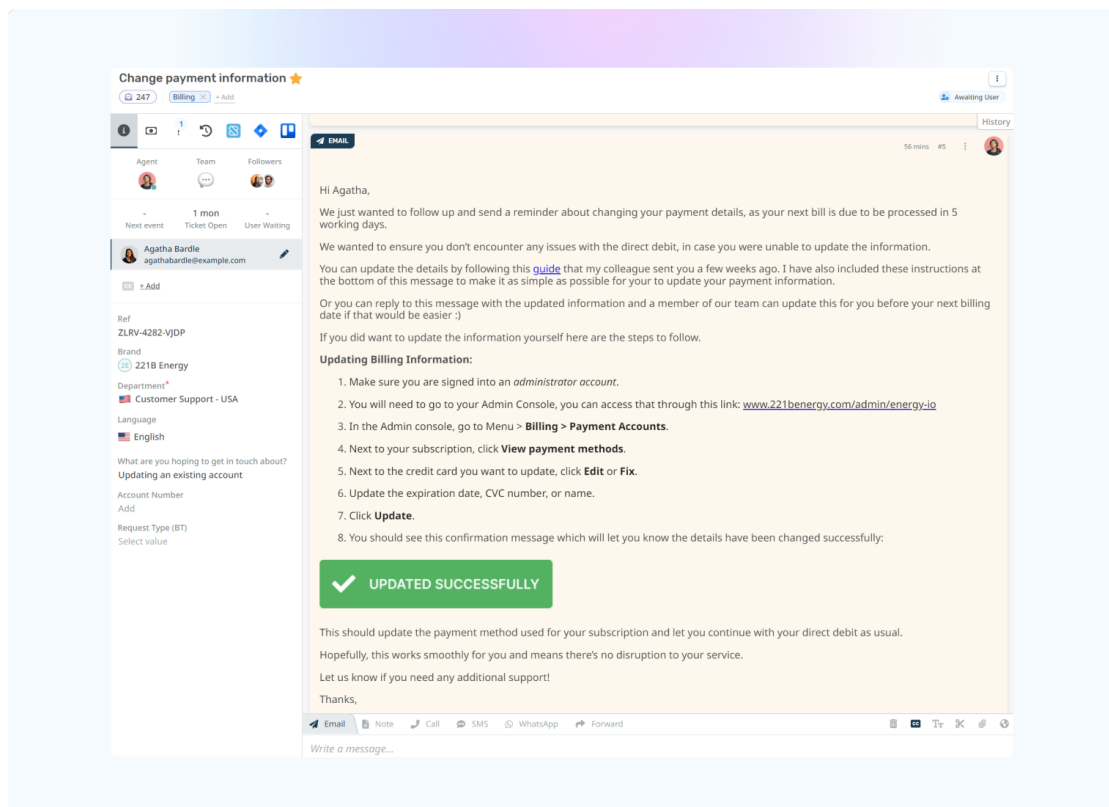 Change payment information
247 Billing × + Add
Awaiting User
History
1
Agent Team Followers
- 1 mon -
Next event Ticket Open User Waiting
Agatha Bardle
agathabardle@example.com
CC + Add
Ref
ZLRV-4282-VJDP
Brand
2E 221B Energy
Department*
Customer Support - USA
Language
English
What are you hoping to get in touch about?
Updating an existing account
Account Number
Add
Request Type (BT)
Select value
EMAIL
56 mins #5
Hi Agatha,
We just wanted to follow up and send a reminder about changing your payment details, as your next bill is due to be processed in 5
working days.
We wanted to ensure you don't encounter any issues with the direct debit, in case you were unable to update the information.
You can update the details by following this guide that my colleague sent you a few weeks ago. I have also included these instructions at
the bottom of this message to make it as simple as possible for your to update your payment information.
Or you can reply to this message with the updated information and a member of our team can update this for you before your next billing
date if that would be easier :)
If you did want to update the information yourself here are the steps to follow.
Updating Billing Information:
1. Make sure you are signed into an administrator account.
2. You will need to go to your Admin Console, you can access that through this link: www.221benergy.com/admin/energy-io
3. In the Admin console, go to Menu > Billing > Payment Accounts.
4. Next to your subscription, click View payment methods.
5. Next to the credit card you want to update, click Edit or Fix.
6. Update the expiration date, CVC number, or name.
7. Click Update.
8. You should see this confirmation message which will let you know the details have been changed successfully:
UPDATED SUCCESSFULLY
This should update the payment method used for your subscription and let you continue with your direct debit as usual.
Hopefully, this works smoothly for you and means there's no disruption to your service.
Let us know if you need any additional support!
Thanks,
Email Note Call SMS WhatsApp Forward
CC Tr
Write a message...